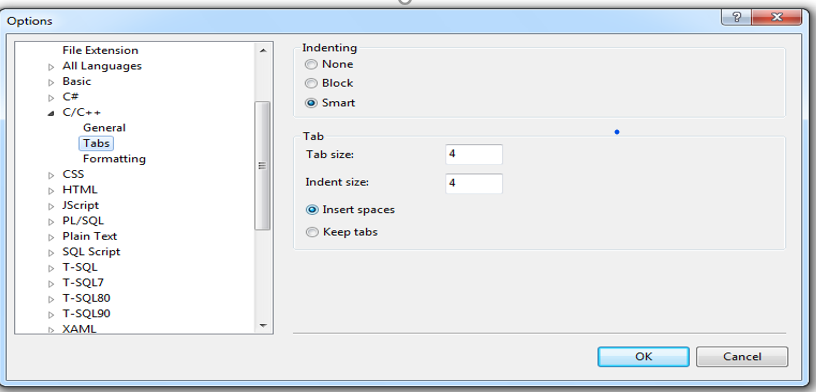 Options
File Extension
All Languages
Basic
C#
C/C++
General
Tabs
Formatting
CSS
HTML
JScript
PL/SQL
Plain Text
SQL Script
T-SQL
T-SQL7
T-SQL80
T-SQL90
XAML
Indenting
None
Block
Smart
Tab
Tab size: 4
Indent size: 4
Insert spaces
Keep tabs
OK Cancel